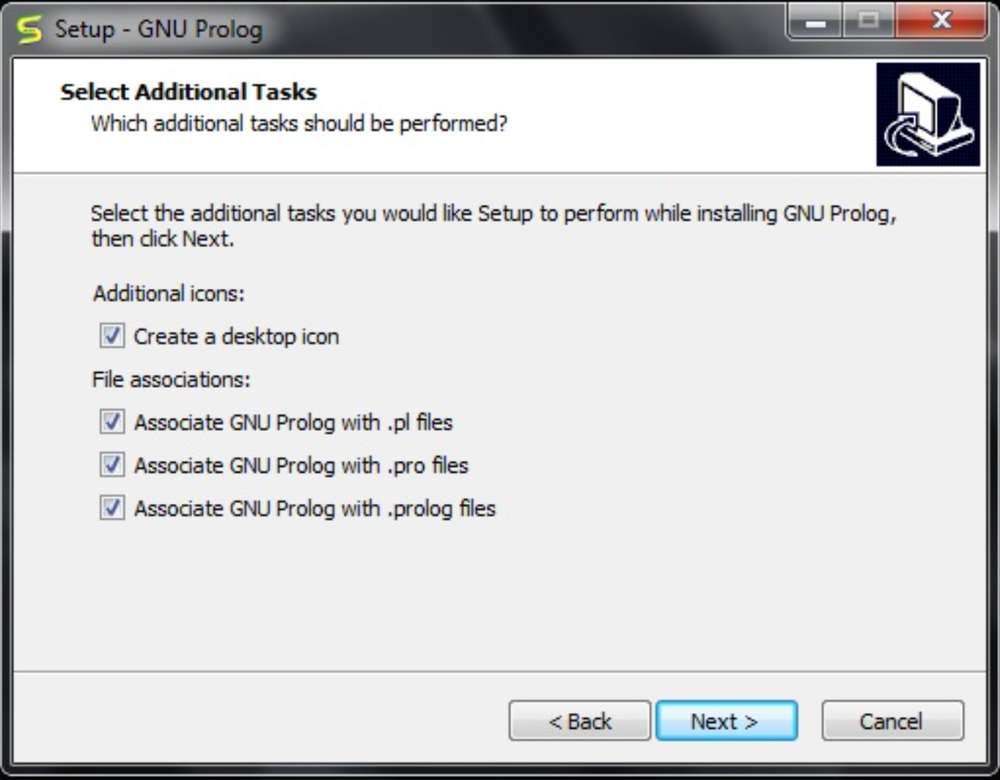 Setup - GNU Prolog
Select Additional Tasks
Which additional tasks should be performed?
Select the additional tasks you would like Setup to perform while installing GNU Prolog,
then click Next.
Additional icons:
Create a desktop icon
File associations:
Associate GNU Prolog with .pl files
Associate GNU Prolog with .pro files
Associate GNU Prolog with .prolog files
< Back
Next >
Cancel